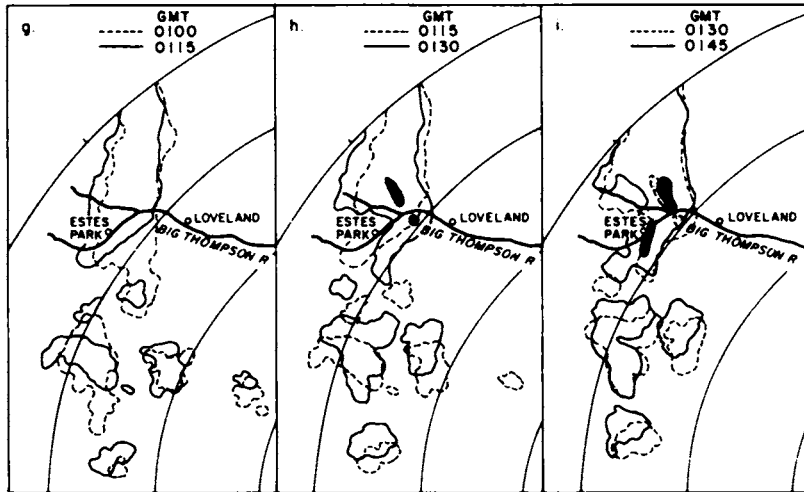 g.
GMT
0100
0115
ESTES
PARK
LOVELAND
BIG THOMPSON R
h.
GMT
0115
0130
ESTES
PARK
LOVELAND
BIG THOMPSON R
i.
GMT
0130
0145
ESTES
PARK
LOVELAND
BIG THOMPSON R